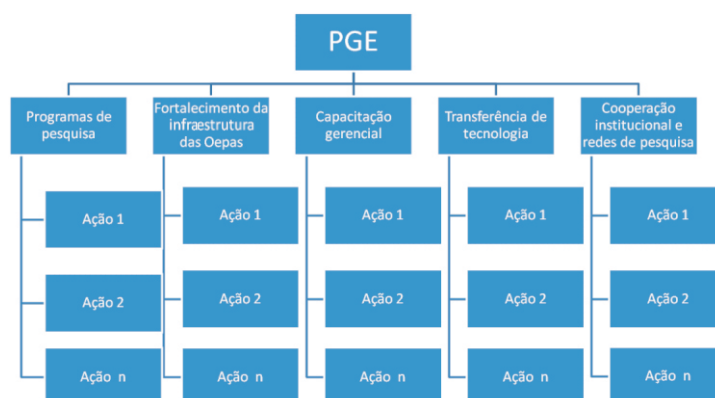 PGE
Programas de
pesquisa
Fortalecimento da
infraestrutura
das Oepas
Capacitação
gerencial
Transferência de
tecnologia
Cooperação
institucional e
redes de pesquisa
Ação 1
Ação 1
Ação 1
Ação 1
Ação 1
Ação 2
Ação 2
Ação 2
Ação 2
Ação 2
Ação n
Ação n
Ação n
Ação n
Ação n